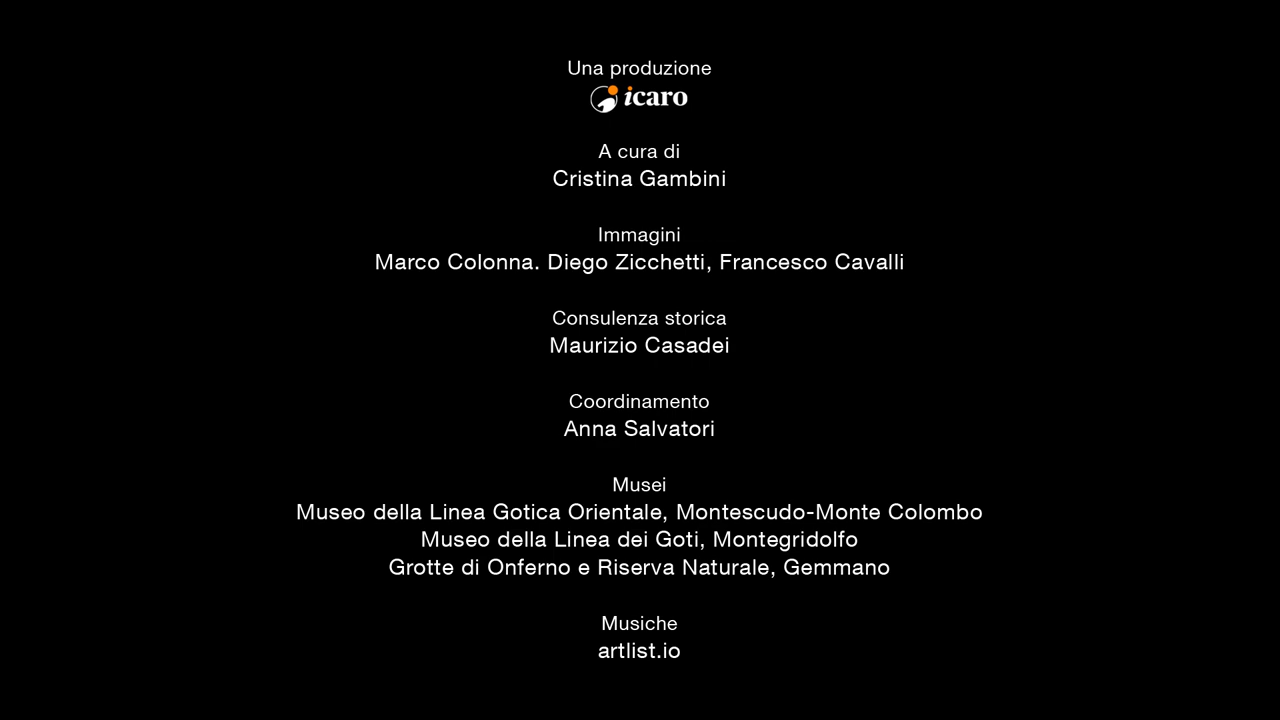 Una produzione
icaro
A cura di
Cristina Gambini
Immagini
Marco Colonna. Diego Zicchetti, Francesco Cavalli
Consulenza storica
Maurizio Casadei
Coordinamento
Anna Salvatori
Musei
Museo della Linea Gotica Orientale, Montescudo-Monte Colombo
Museo della Linea dei Goti, Montegridolfo
Grotte di Onferno e Riserva Naturale, Gemmano
Musiche
artlist.io